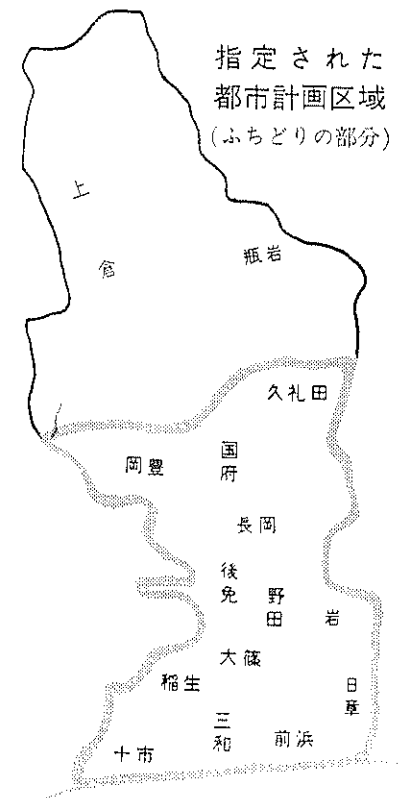 指定された
都市計画区域
(ふちどりの部分)
上倉
瓶岩
久礼田
岡豊
国府
長岡
後免
野田
岩
大篠
稲生
日章
三和
前浜
十市